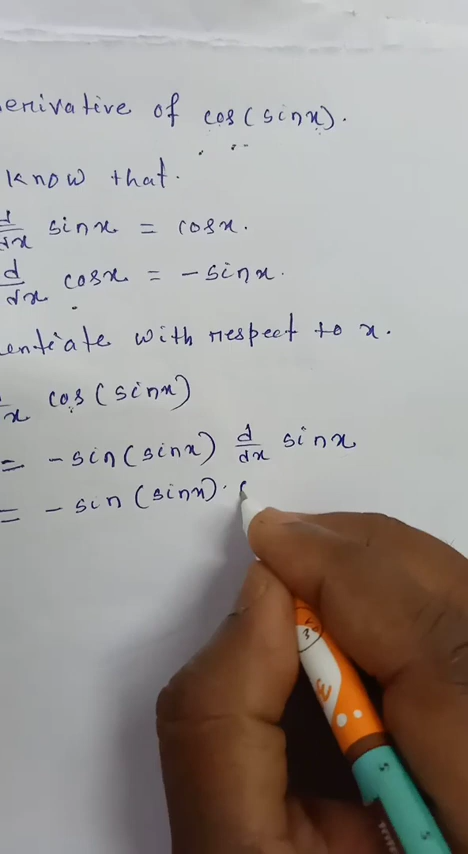 derivative of cos(sinx).
know that.
d/dx sinx = cosx.
d/dx cosx = -sinx.
entiate with respect to x.
cos(sinx)
= -sin(sinx) d/dx sinx
= -sin(sinx).